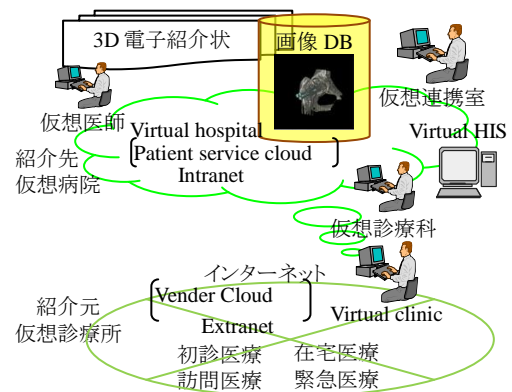 3D 電子紹介状
画像 DB
仮想連携室
仮想医師
Virtual hospital
Virtual HIS
Patient service cloud
紹介先
仮想病院
Intranet
仮想診療科
インターネット
Vender Cloud
紹介元
仮想診療所
Virtual clinic
Extranet
初診医療
在宅医療
訪問医療
緊急医療